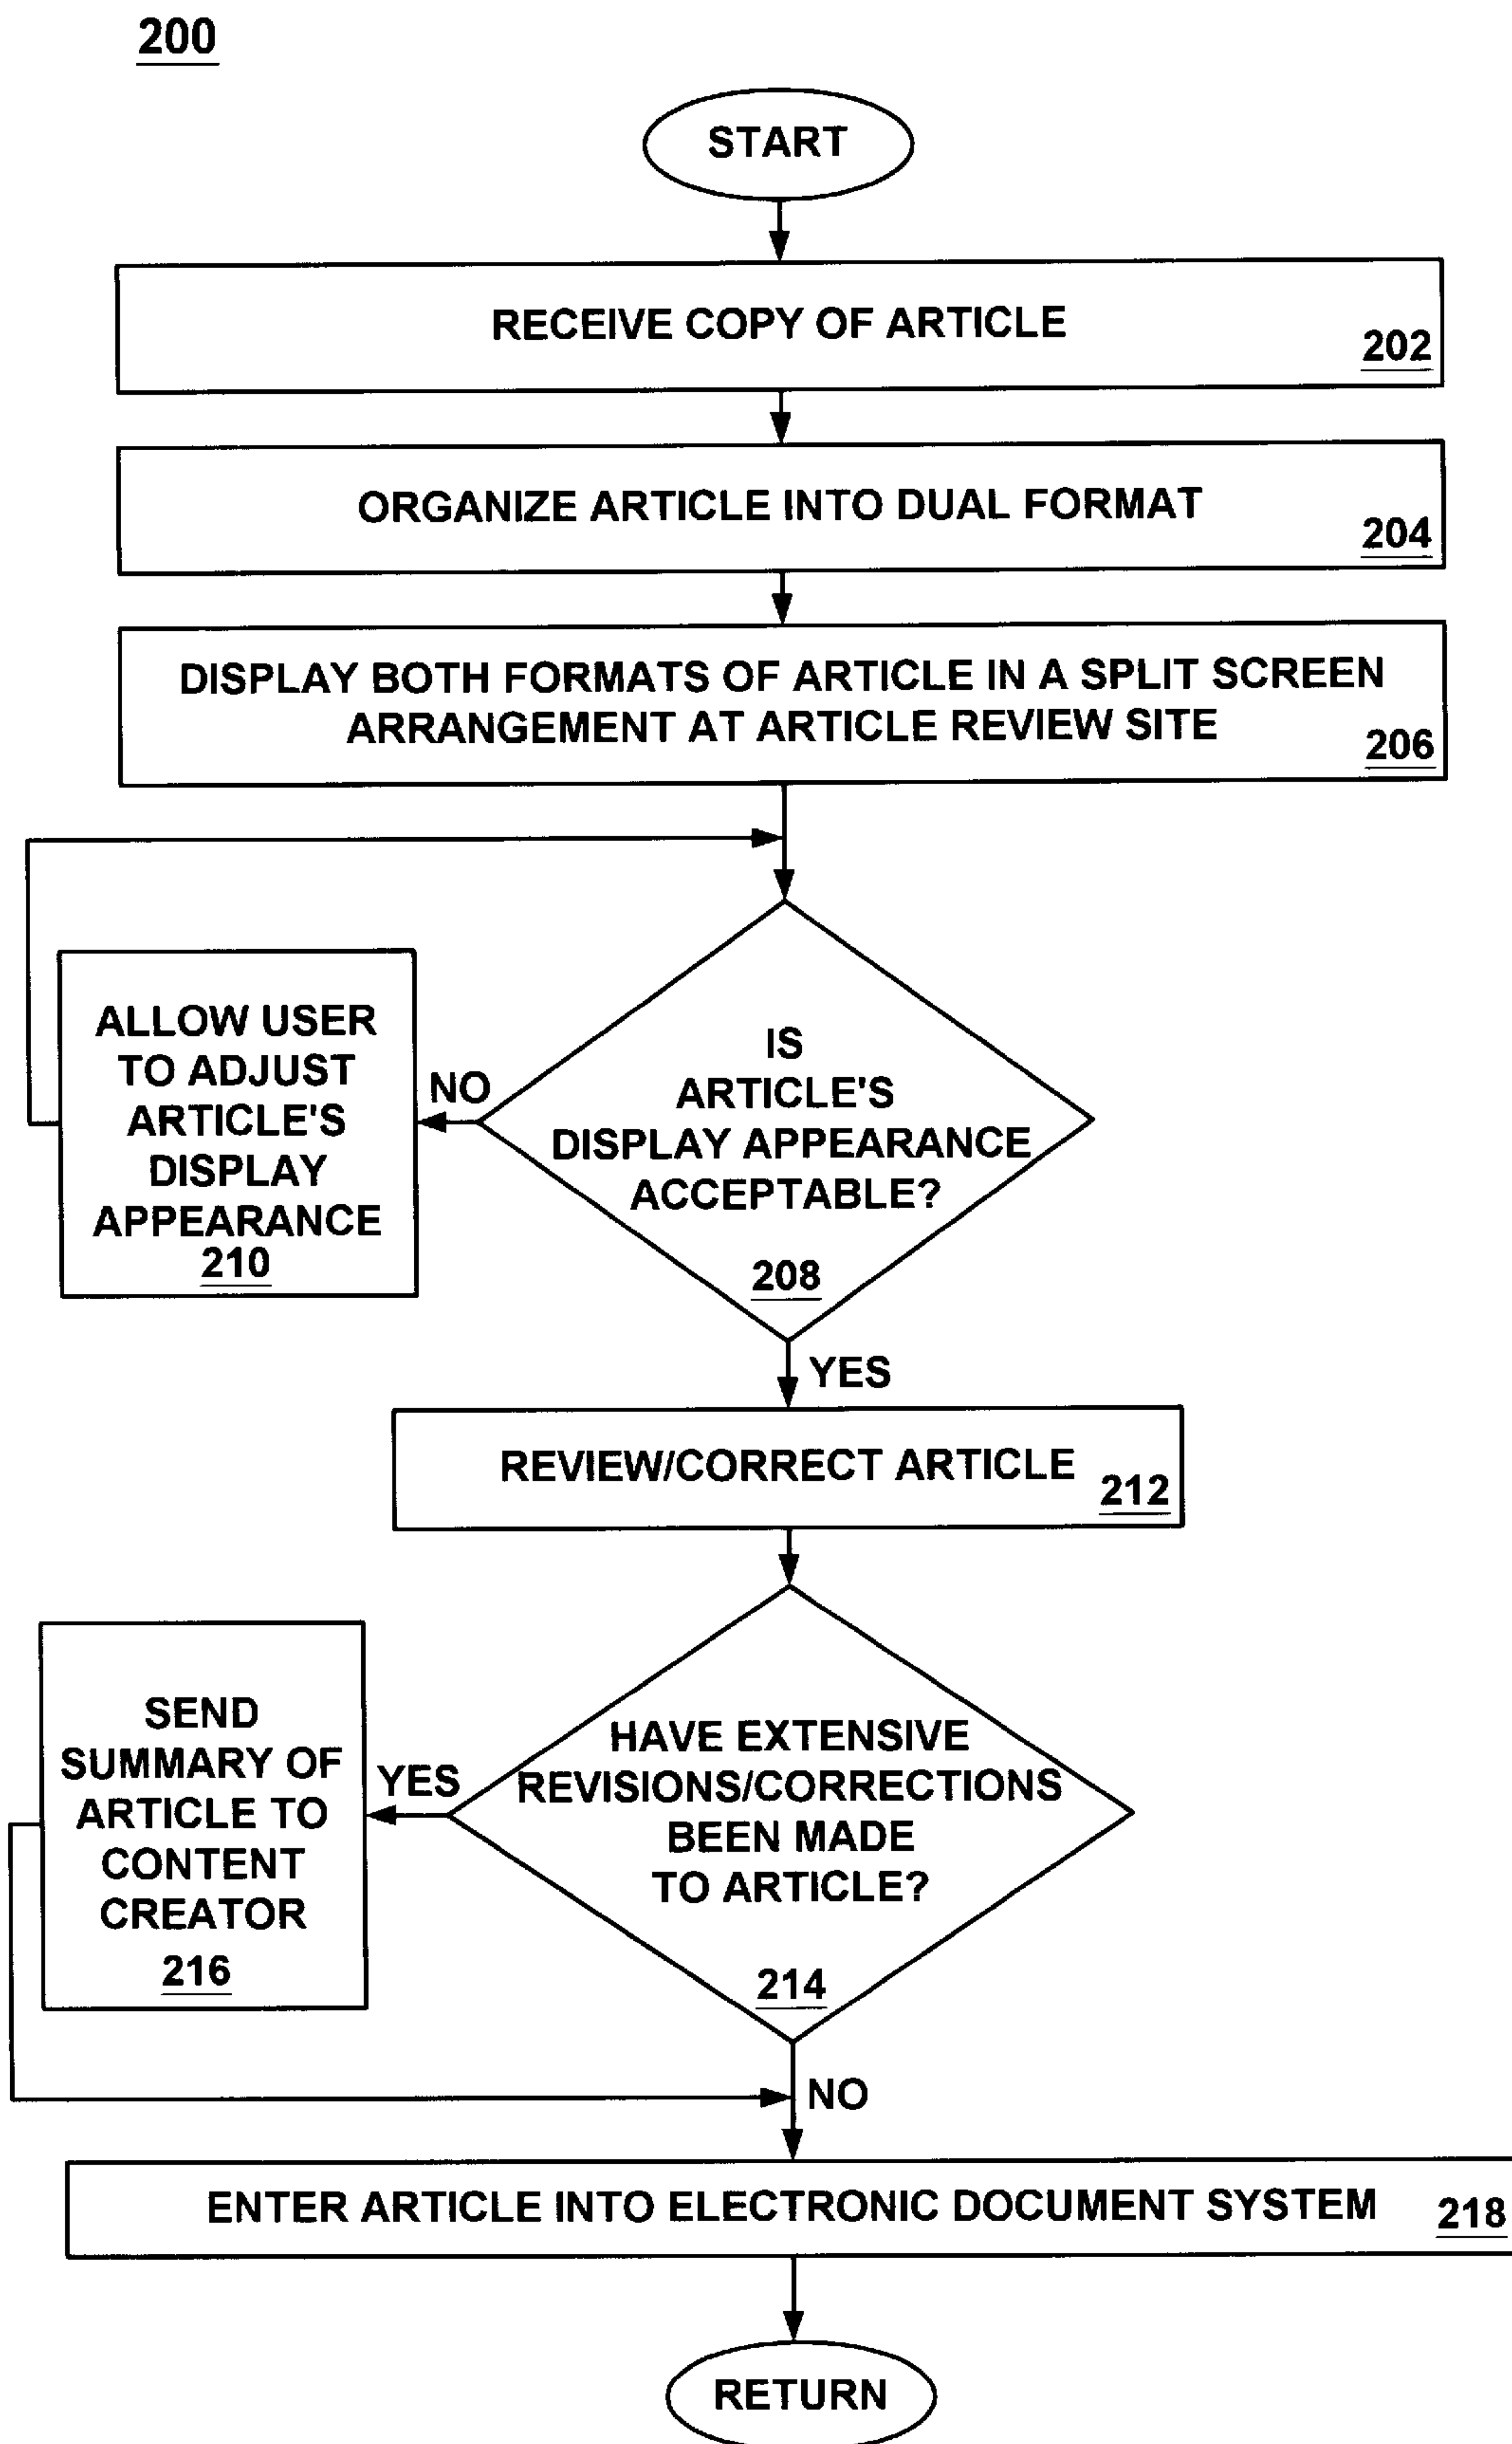 200
START
RECEIVE COPY OF ARTICLE
202
ORGANIZE ARTICLE INTO DUAL FORMAT
204
DISPLAY BOTH FORMATS OF ARTICLE IN A SPLIT SCREEN
ARRANGEMENT AT ARTICLE REVIEW SITE
206
ALLOW USER
TO ADJUST
ARTICLE'S
DISPLAY
APPEARANCE
210
NO
IS
ARTICLE'S
DISPLAY APPEARANCE
ACCEPTABLE?
208
YES
REVIEW/CORRECT ARTICLE
212
SEND
SUMMARY OF
ARTICLE TO
CONTENT
CREATOR
216
YES
HAVE EXTENSIVE
REVISIONS/CORRECTIONS
BEEN MADE
TO ARTICLE?
214
NO
ENTER ARTICLE INTO ELECTRONIC DOCUMENT SYSTEM
218
RETURN